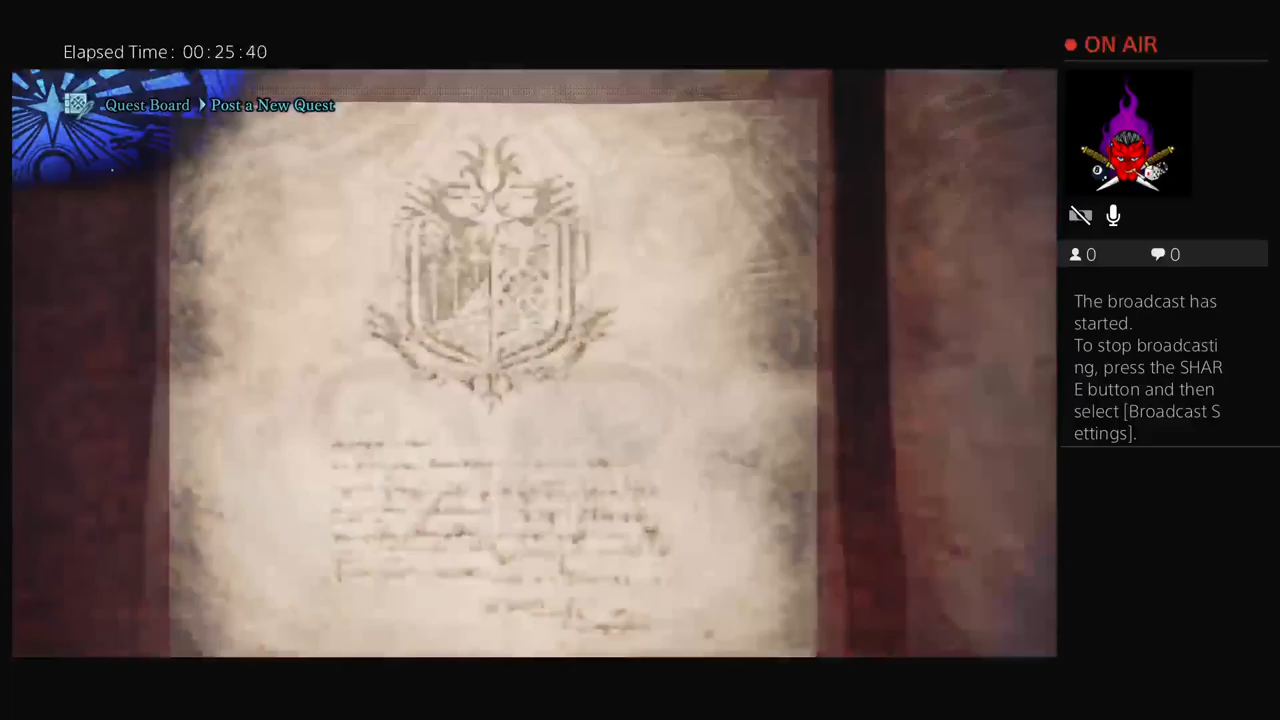 Elapsed Time: 00:25:40
ON AIR
Quest Board Post a New Quest
0 0
The broadcast has
started.
To stop broadcasti
ng, press the SHAR
E button and then
select [Broadcast S
ettings].